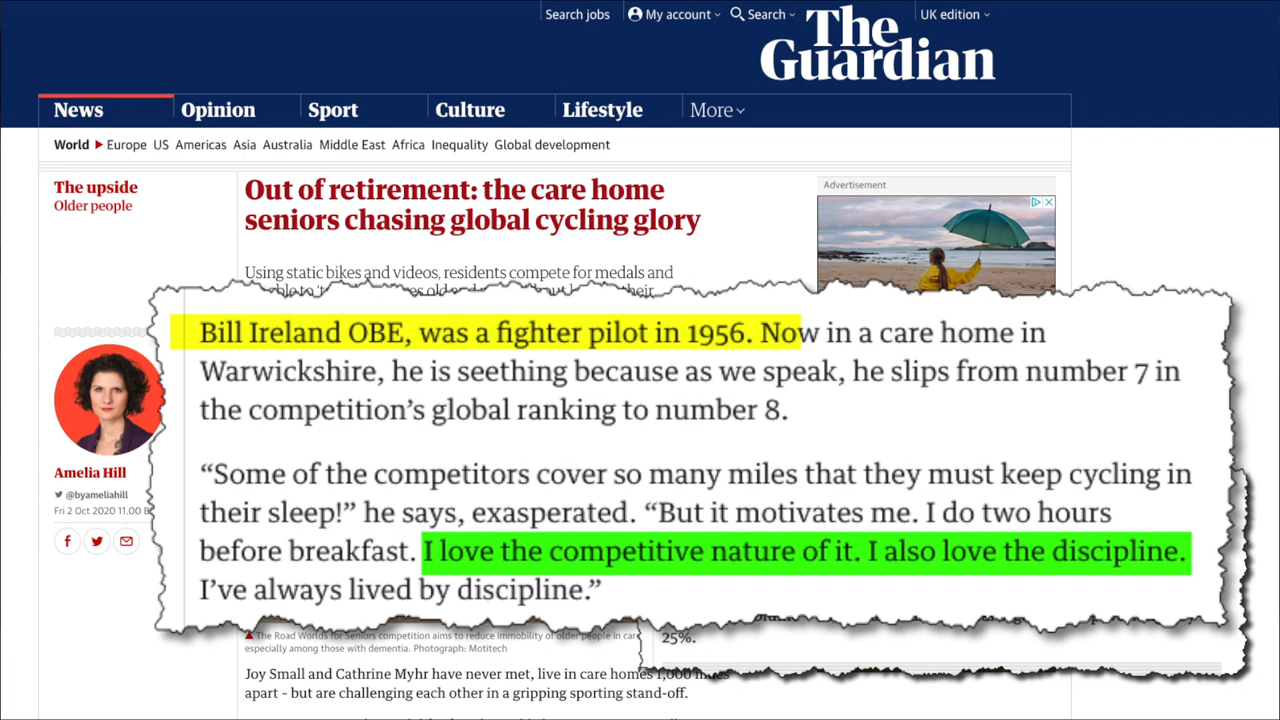 Search jobs
My account
Search
UK edition
The
Guardian
News
Opinion
Sport
Culture
Lifestyle
More
World
Europe US Americas Asia Australia Middle East Africa Inequality Global development
The upside
Older people
Out of retirement: the care home
seniors chasing global cycling glory
Advertisement
Using static bikes and videos, residents compete for medals and
Bill Ireland OBE, was a fighter pilot in 1956. Now in a care home in
Warwickshire, he is seething because as we speak, he slips from number 7 in
the competition’s global ranking to number 8.
“Some of the competitors cover so many miles that they must keep cycling in
their sleep!” he says, exasperated. “But it motivates me. I do two hours
before breakfast. I love the competitive nature of it. I also love the discipline.
I’ve always lived by discipline.”
Amelia Hill
@byameliahill
Fri 2 Oct 2020 11.00
The Road Worlds for Seniors competition aims to reduce immobility of older people in
especially among those with dementia. Photograph: Motitech
25%.
Joy Small and Cathrine Myhr have never met, live in care homes 1,000 miles
apart – but are challenging each other in a gripping sporting stand-off.